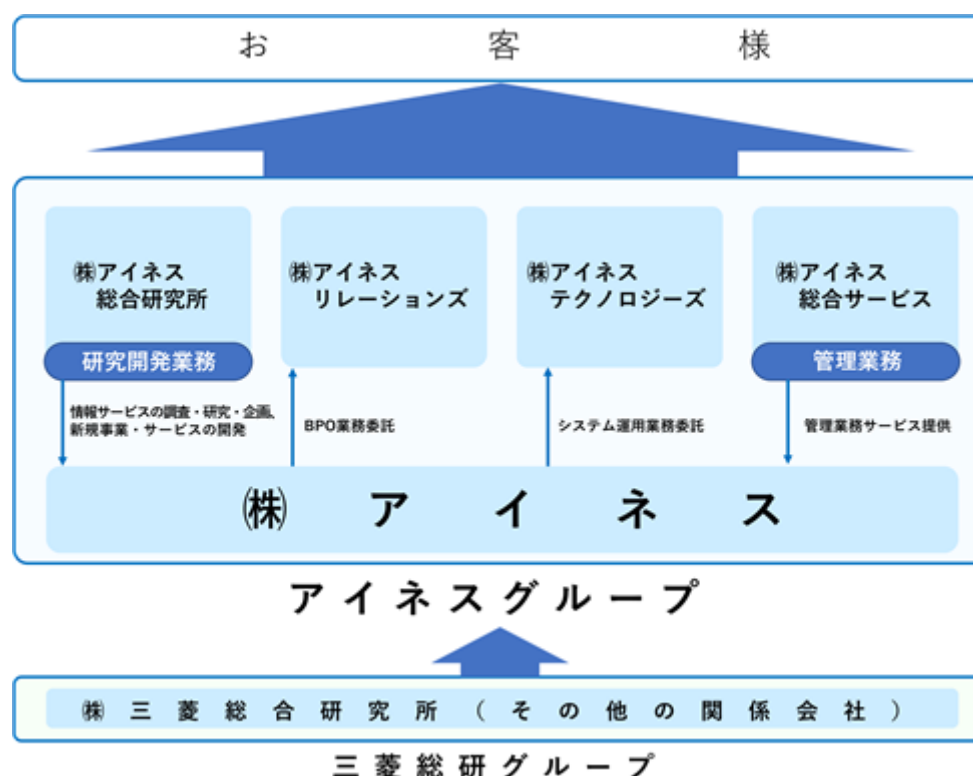 お客様
㈱アイネス
総合研究所
㈱アイネス
リレーションズ
㈱アイネス
テクノロジーズ
㈱アイネス
総合サービス
研究開発業務
管理業務
情報サービスの調査・研究・企画、
新規事業・サービスの開発
BPO業務委託
システム運用業務委託
管理業務サービス提供
㈱アイネス
アイネスグループ
㈱三菱総合研究所(その他の関係会社)
三菱総研グループ